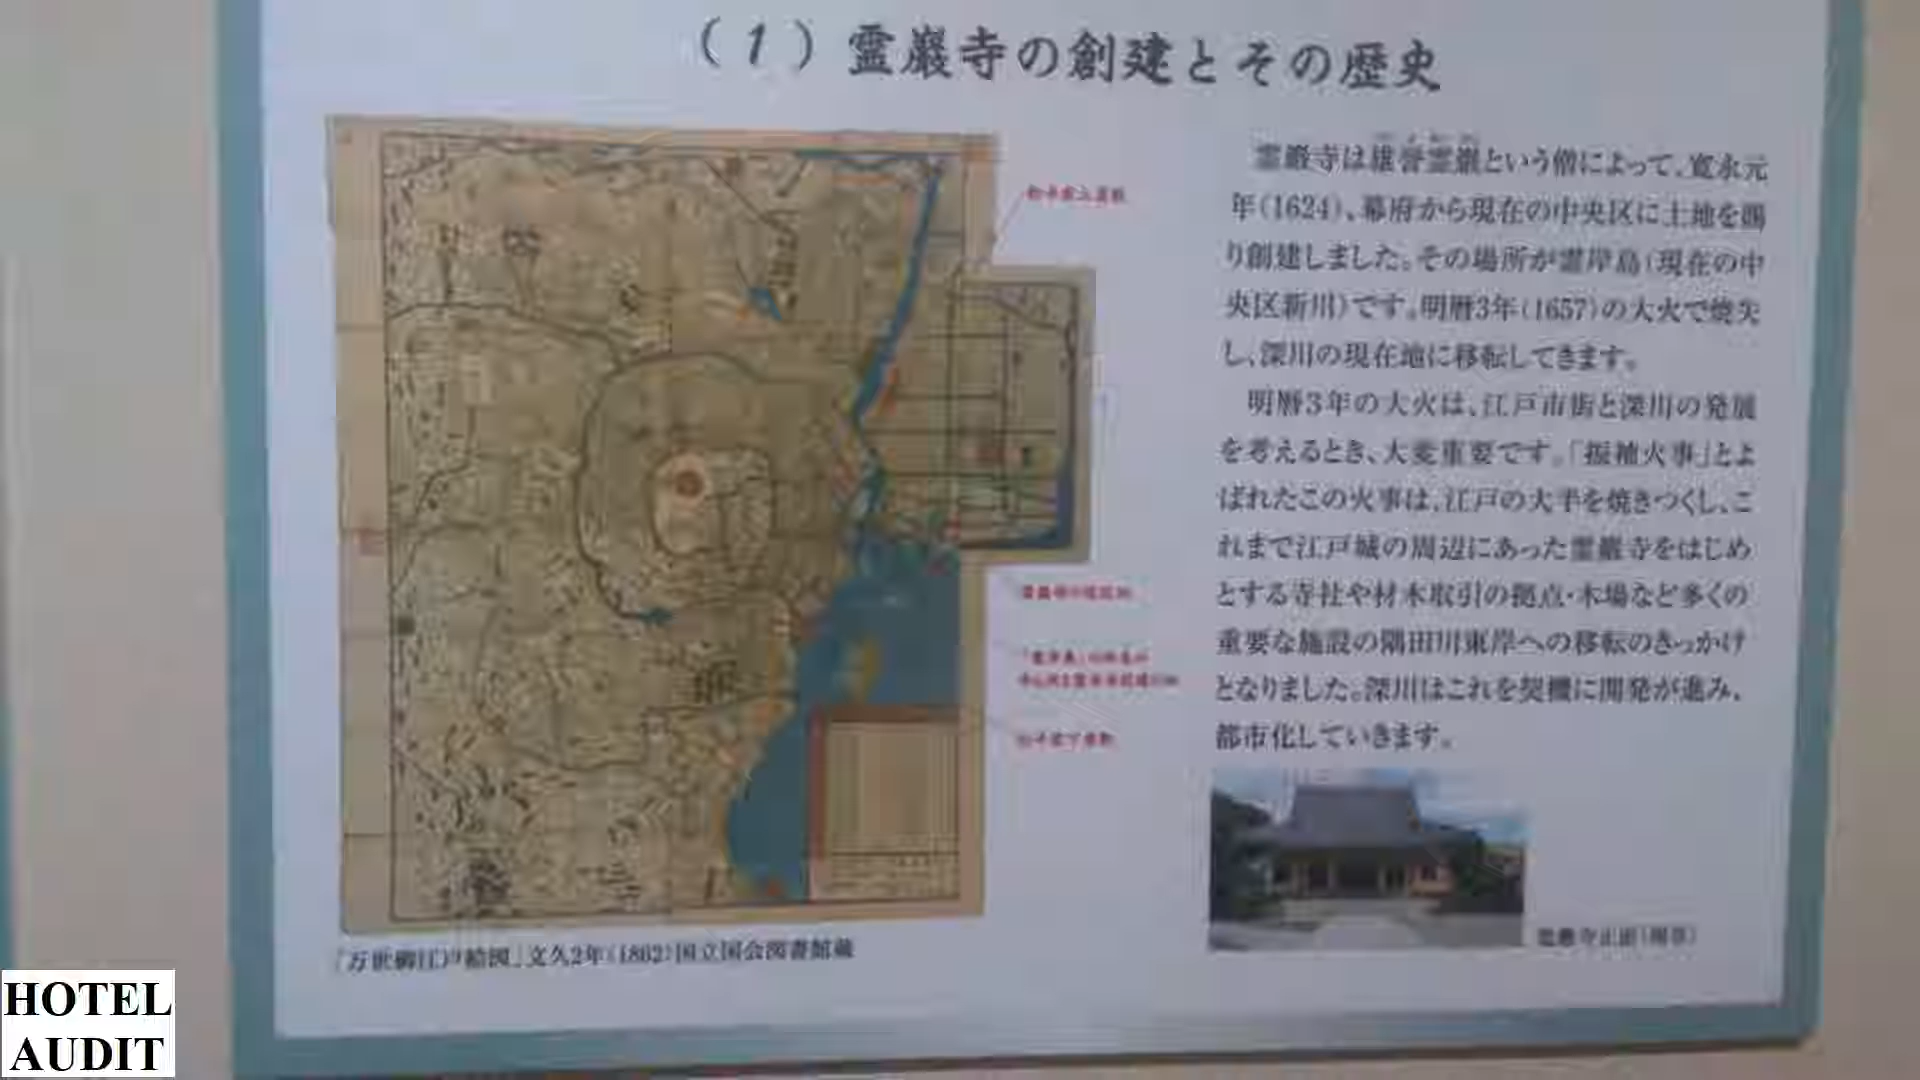 （1）霊巖寺の創建とその歴史
霊巖寺は雄誉霊巖という僧によって、寛永元
年（1624）、幕府から現在の中央区に土地を賜
り創建しました。その場所が霊岸島（現在の中
央区新川）です。明暦3年（1657）の大火で焼失
し、深川の現在地に移転してきます。
明暦3年の大火は、江戸市街と深川の発展
を考えるとき、大変重要です。「振袖火事」とよ
ばれたこの火事は、江戸の大半を焼きつくし、こ
れまで江戸城の周辺にあった霊巖寺をはじめ
とする寺社や材木取引の拠点・木場など多くの
重要な施設の隅田川東岸への移転のきっかけ
となりました。深川はこれを契機に開発が進み、
都市化していきます。
「万世御江戸絵図」文久2年（1862）国立国会図書館蔵
霊巖寺正面（現在）
HOTEL
AUDIT